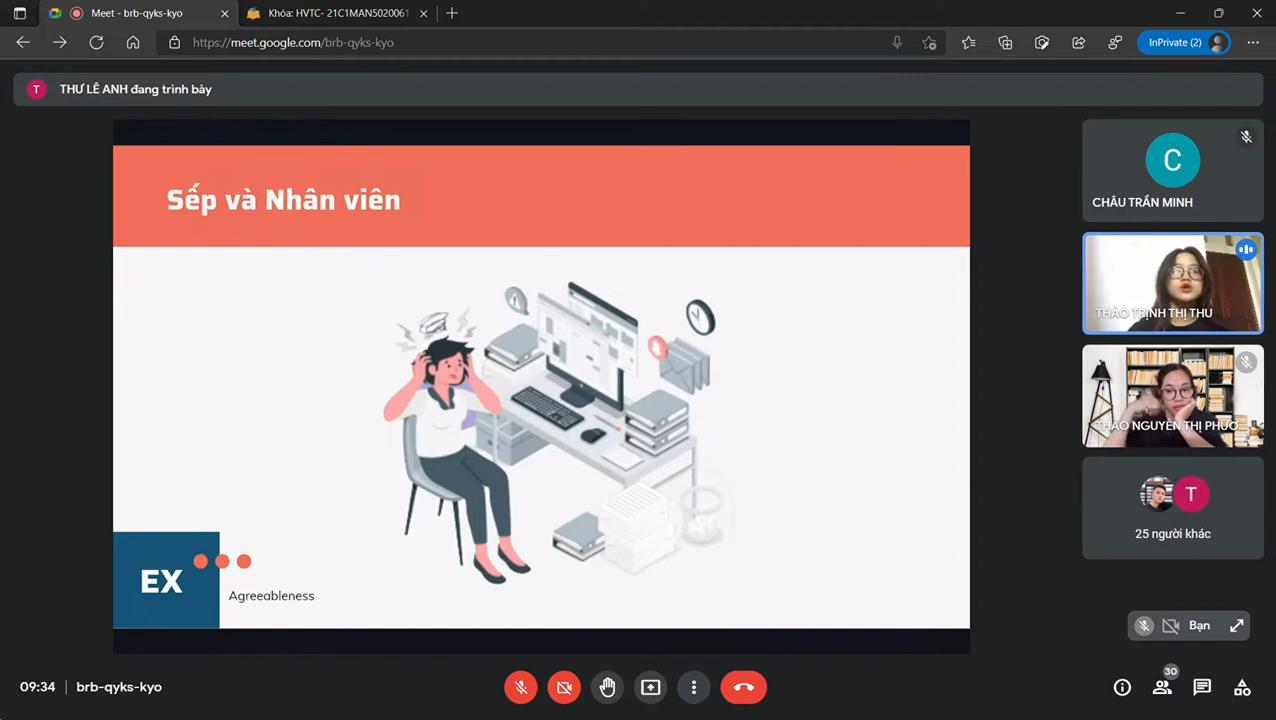 Meet - brb-qyks-kyo
Khóa: HVTC- 21C1MAN5020061
https://meet.google.com/brb-qyks-kyo
InPrivate (2)
T
THƯ LÊ ANH đang trình bày
Sếp và Nhân viên
EX
Agreeableness
C
CHÂU TRẦN MINH
THẢO TRỊNH THỊ THU
THẢO NGUYỄN THỊ PHƯƠ...
T
25 người khác
Bạn
09:34
brb-qyks-kyo
30